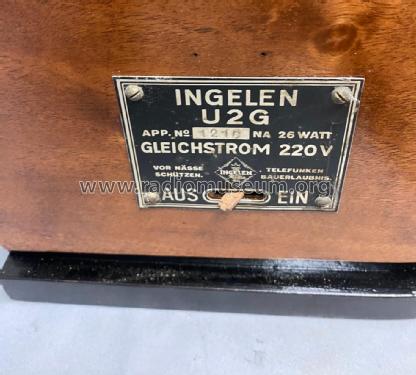 INGELEN
U2G
APP. No 1216 NA 26 WATT
GLEICHSTROM 220V
VOR NÄSSE SCHÜTZEN.
INGELEN
TELEFUNKEN BAUERLAUBNIS.
www.radiomuseum.org
AUS EIN